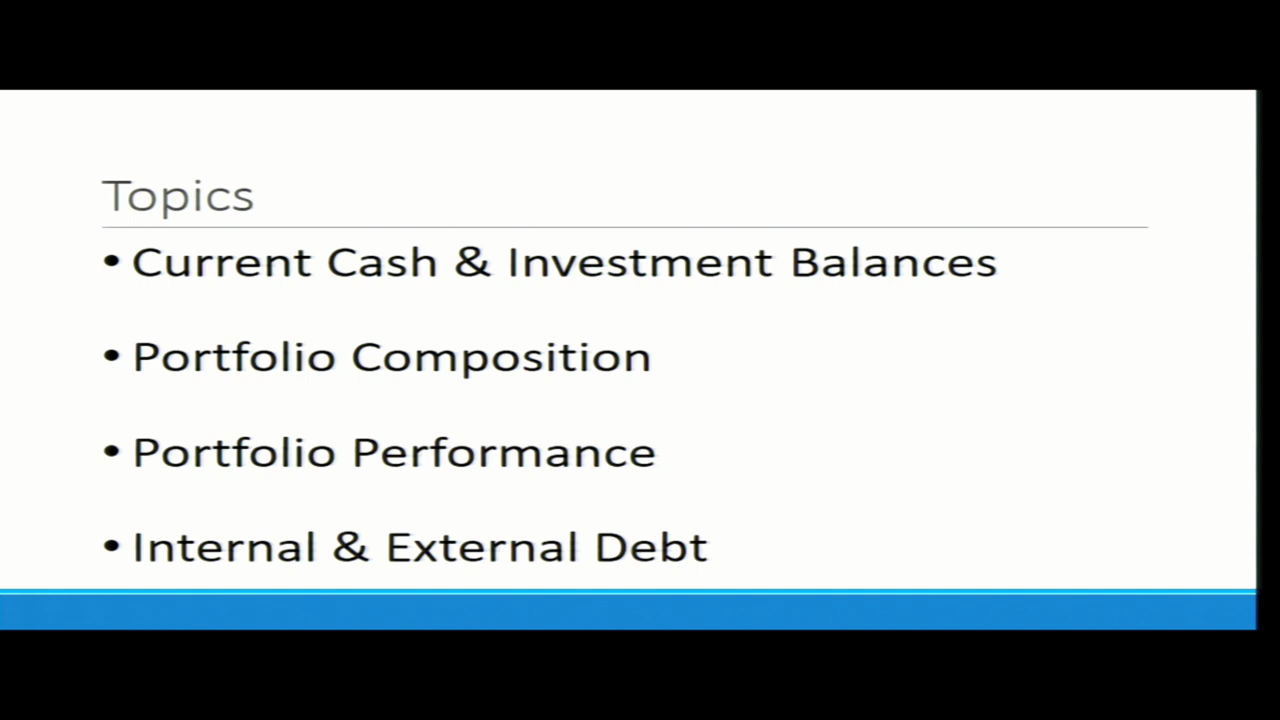 Topics
• Current Cash & Investment Balances
• Portfolio Composition
• Portfolio Performance
• Internal & External Debt